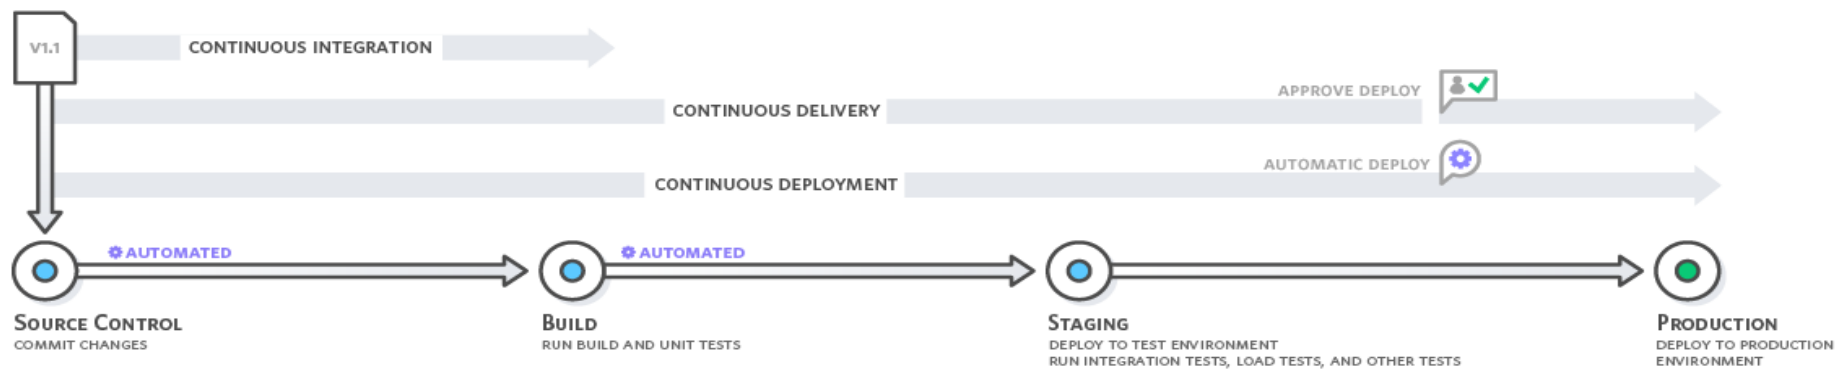 V1.1
CONTINUOUS INTEGRATION
APPROVE DEPLOY
CONTINUOUS DELIVERY
AUTOMATIC DEPLOY
CONTINUOUS DEPLOYMENT
AUTOMATED
AUTOMATED
SOURCE CONTROL
COMMIT CHANGES
BUILD
RUN BUILD AND UNIT TESTS
STAGING
DEPLOY TO TEST ENVIRONMENT
RUN INTEGRATION TESTS, LOAD TESTS, AND OTHER TESTS
PRODUCTION
DEPLOY TO PRODUCTION
ENVIRONMENT